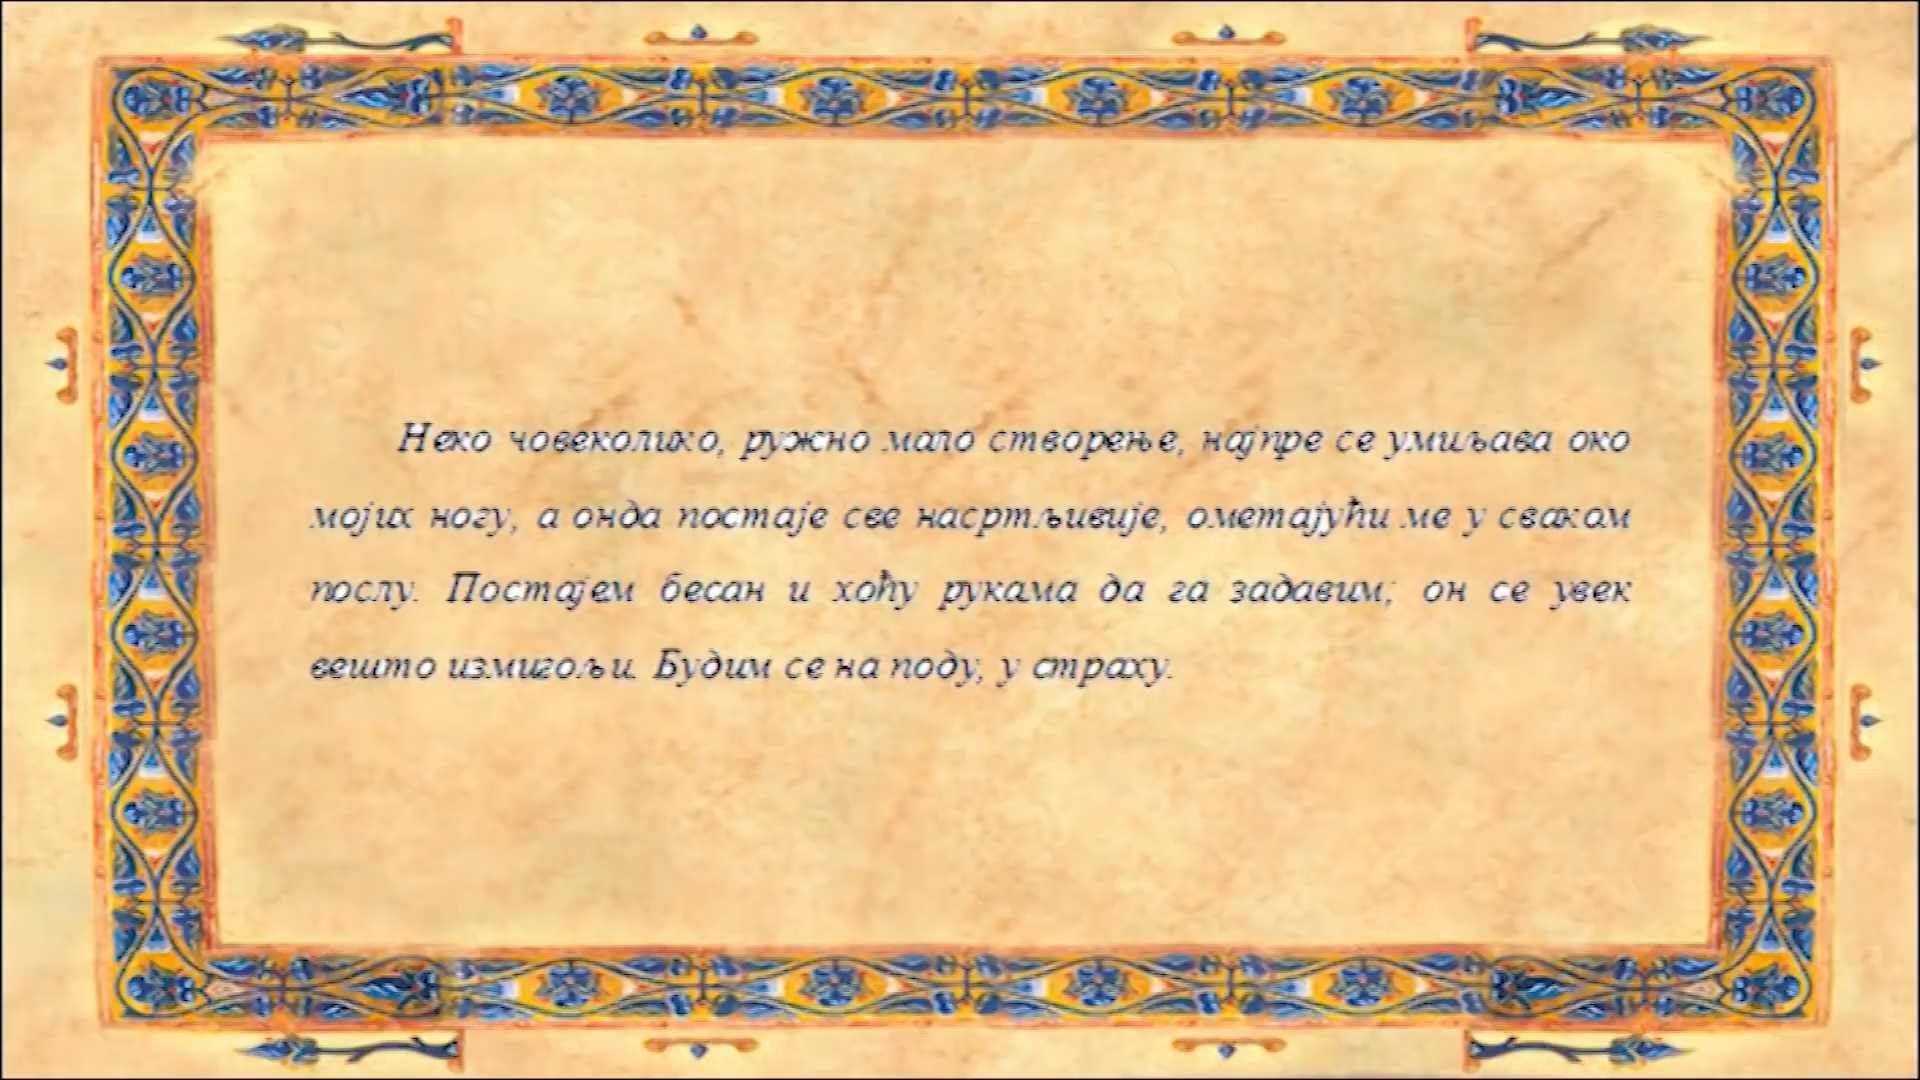 Неко човеколико, ружно мало створење, најпре се умиљава око
мојих ногу, а онда постаје све насртљивије, ометајући ме у сваком
послу. Постајем бесан и хоћу рукама да га задавим; он се увек
вешто измигољи. Будим се на поду, у страху.